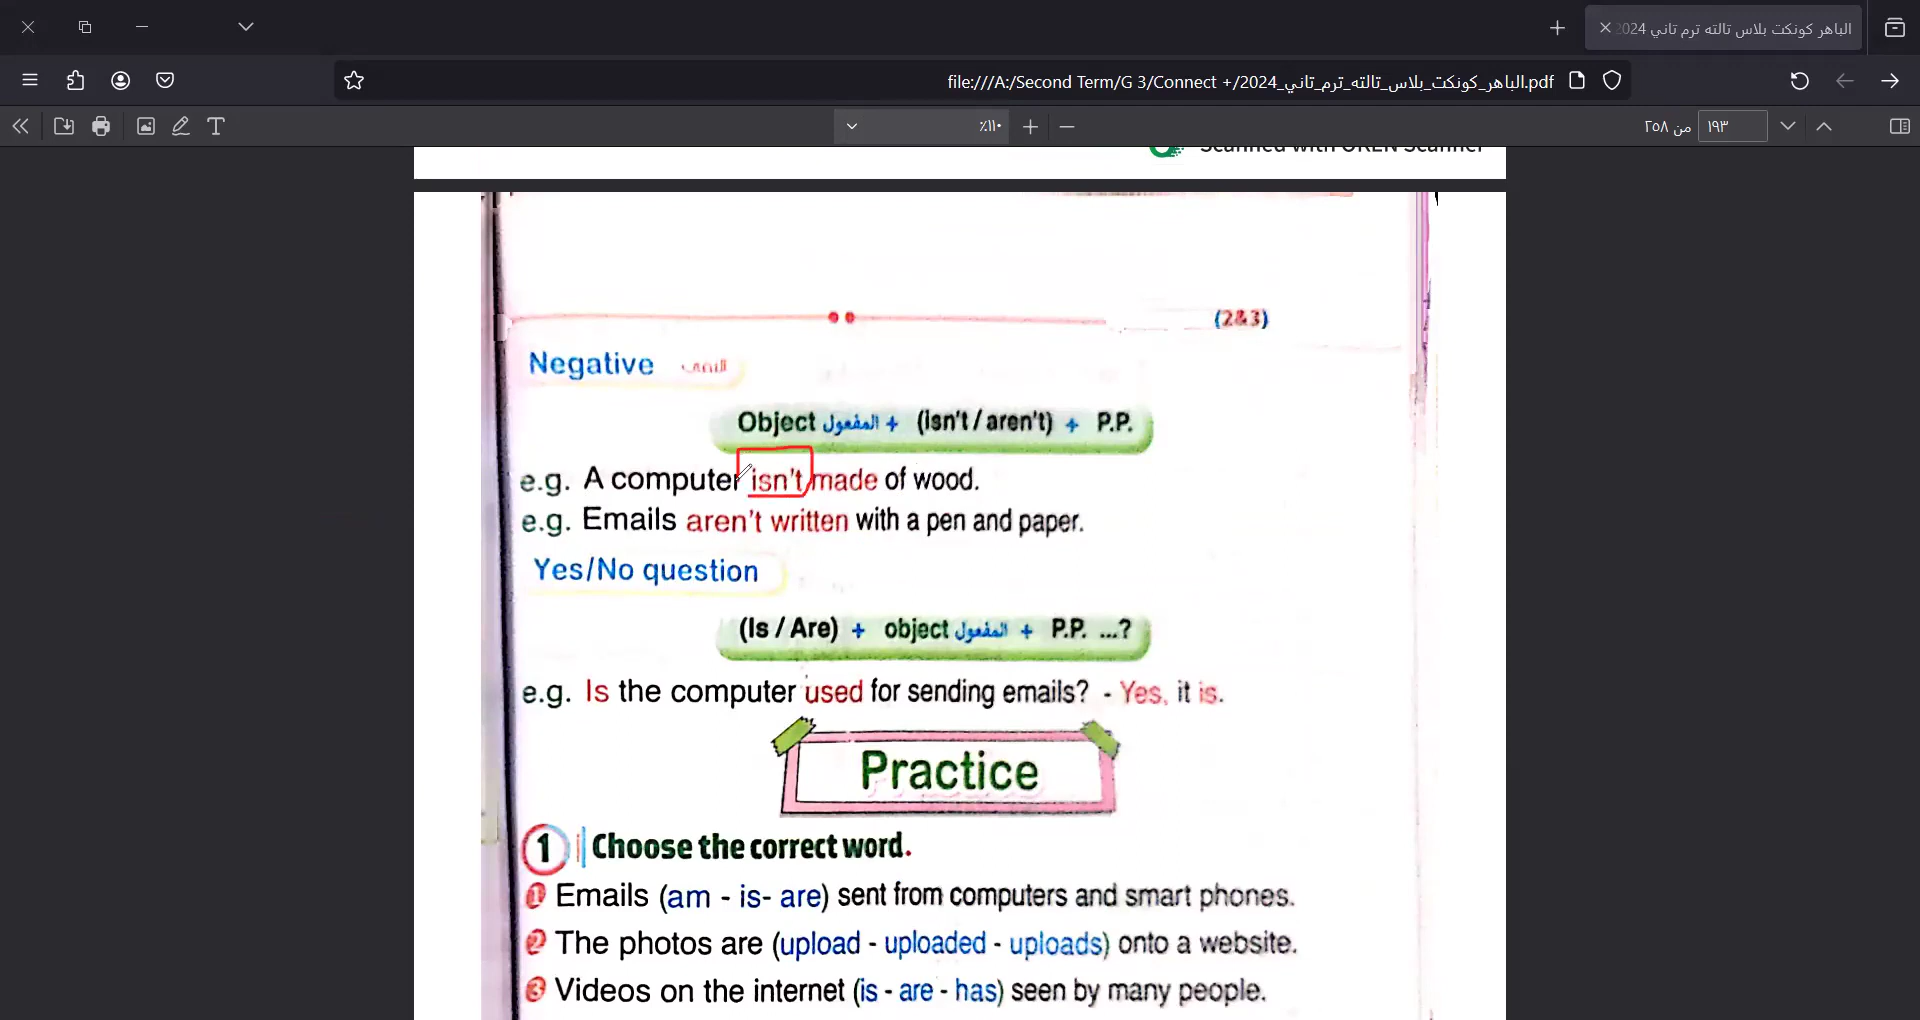 الباهر كونكت بلاس تالته ترم تاني 2024
file:///A:/Second Term/G 3/Connect +/2024_الباهر_كونكت_بلاس_تالته_ترم_تاني.pdf
٪١١٠
١٩٣ من ٢٥٨
Scanned with OKEN Scanner
(2&3)
Negative النفي
Object المفعول + (isn't / aren't) + P.P.
e.g. A computer isn't made of wood.
e.g. Emails aren't written with a pen and paper.
Yes/No question
(Is / Are) + object المفعول + P.P. ...?
e.g. Is the computer used for sending emails? - Yes, it is.
Practice
1 Choose the correct word.
1 Emails (am - is- are) sent from computers and smart phones.
2 The photos are (upload - uploaded - uploads) onto a website.
3 Videos on the internet (is - are - has) seen by many people.